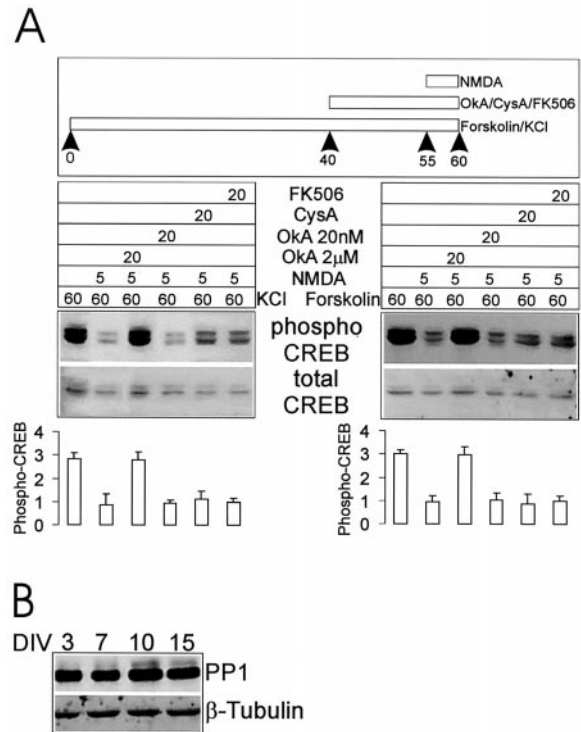 A
NMDA
OkA/CysA/FK506
Forskolin/KCl
0 40 55 60
20 FK506 20
20 CysA 20
20 OkA 20nM 20
20 OkA 2µM 20
5 5 5 5 5 NMDA 5 5 5 5 5
60 60 60 60 60 60 KCl Forskolin 60 60 60 60 60 60
phospho
CREB
total
CREB
Phospho-CREB
4
3
2
1
0
Phospho-CREB
4
3
2
1
0
B
DIV 3 7 10 15
PP1
β-Tubulin